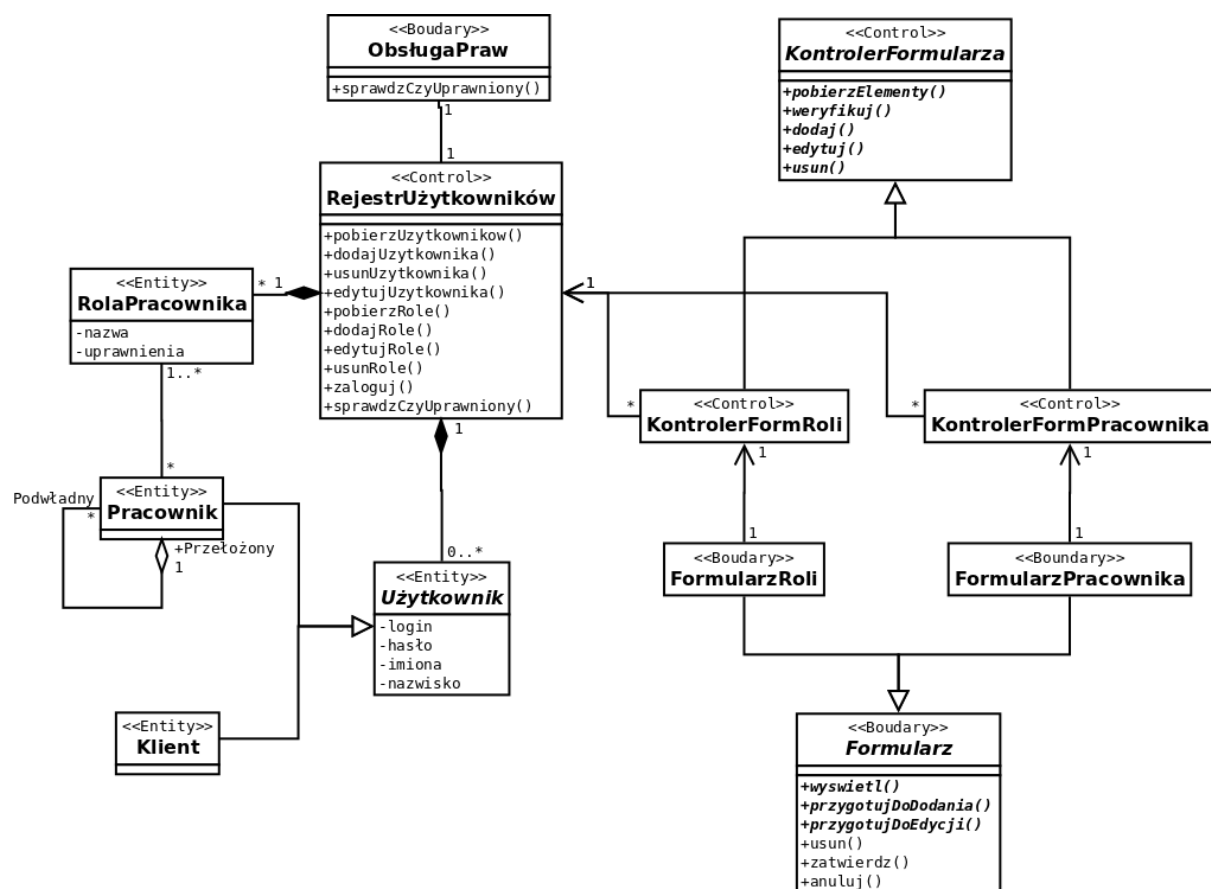 <<Boudary>>
ObsługaPraw
+sprawdzCzyUprawniony()
1
1
<<Control>>
RejestrUżytkowników
+pobierzUzytkownikow()
+dodajUzytkownika()
+usunUzytkownika()
+edytujUzytkownika()
+pobierzRole()
+dodajRole()
+edytujRole()
+usunRole()
+zaloguj()
+sprawdzCzyUprawniony()
* 1
<<Entity>>
RolaPracownika
-nazwa
-uprawnienia
1..*
*
<<Entity>>
Pracownik
Podwładny
*
+Przełożony
1
1
0..*
<<Entity>>
Użytkownik
-login
-hasło
-imiona
-nazwisko
<<Entity>>
Klient
<<Control>>
KontrolerFormularza
+pobierzElementy()
+weryfikuj()
+dodaj()
+edytuj()
+usun()
1
*
<<Control>>
KontrolerFormRoli
1
*
<<Control>>
KontrolerFormPracownika
1
1
<<Boudary>>
FormularzRoli
1
<<Boundary>>
FormularzPracownika
<<Boudary>>
Formularz
+wyswietl()
+przygotujDoDodania()
+przygotujDoEdycji()
+usun()
+zatwierdz()
+anuluj()